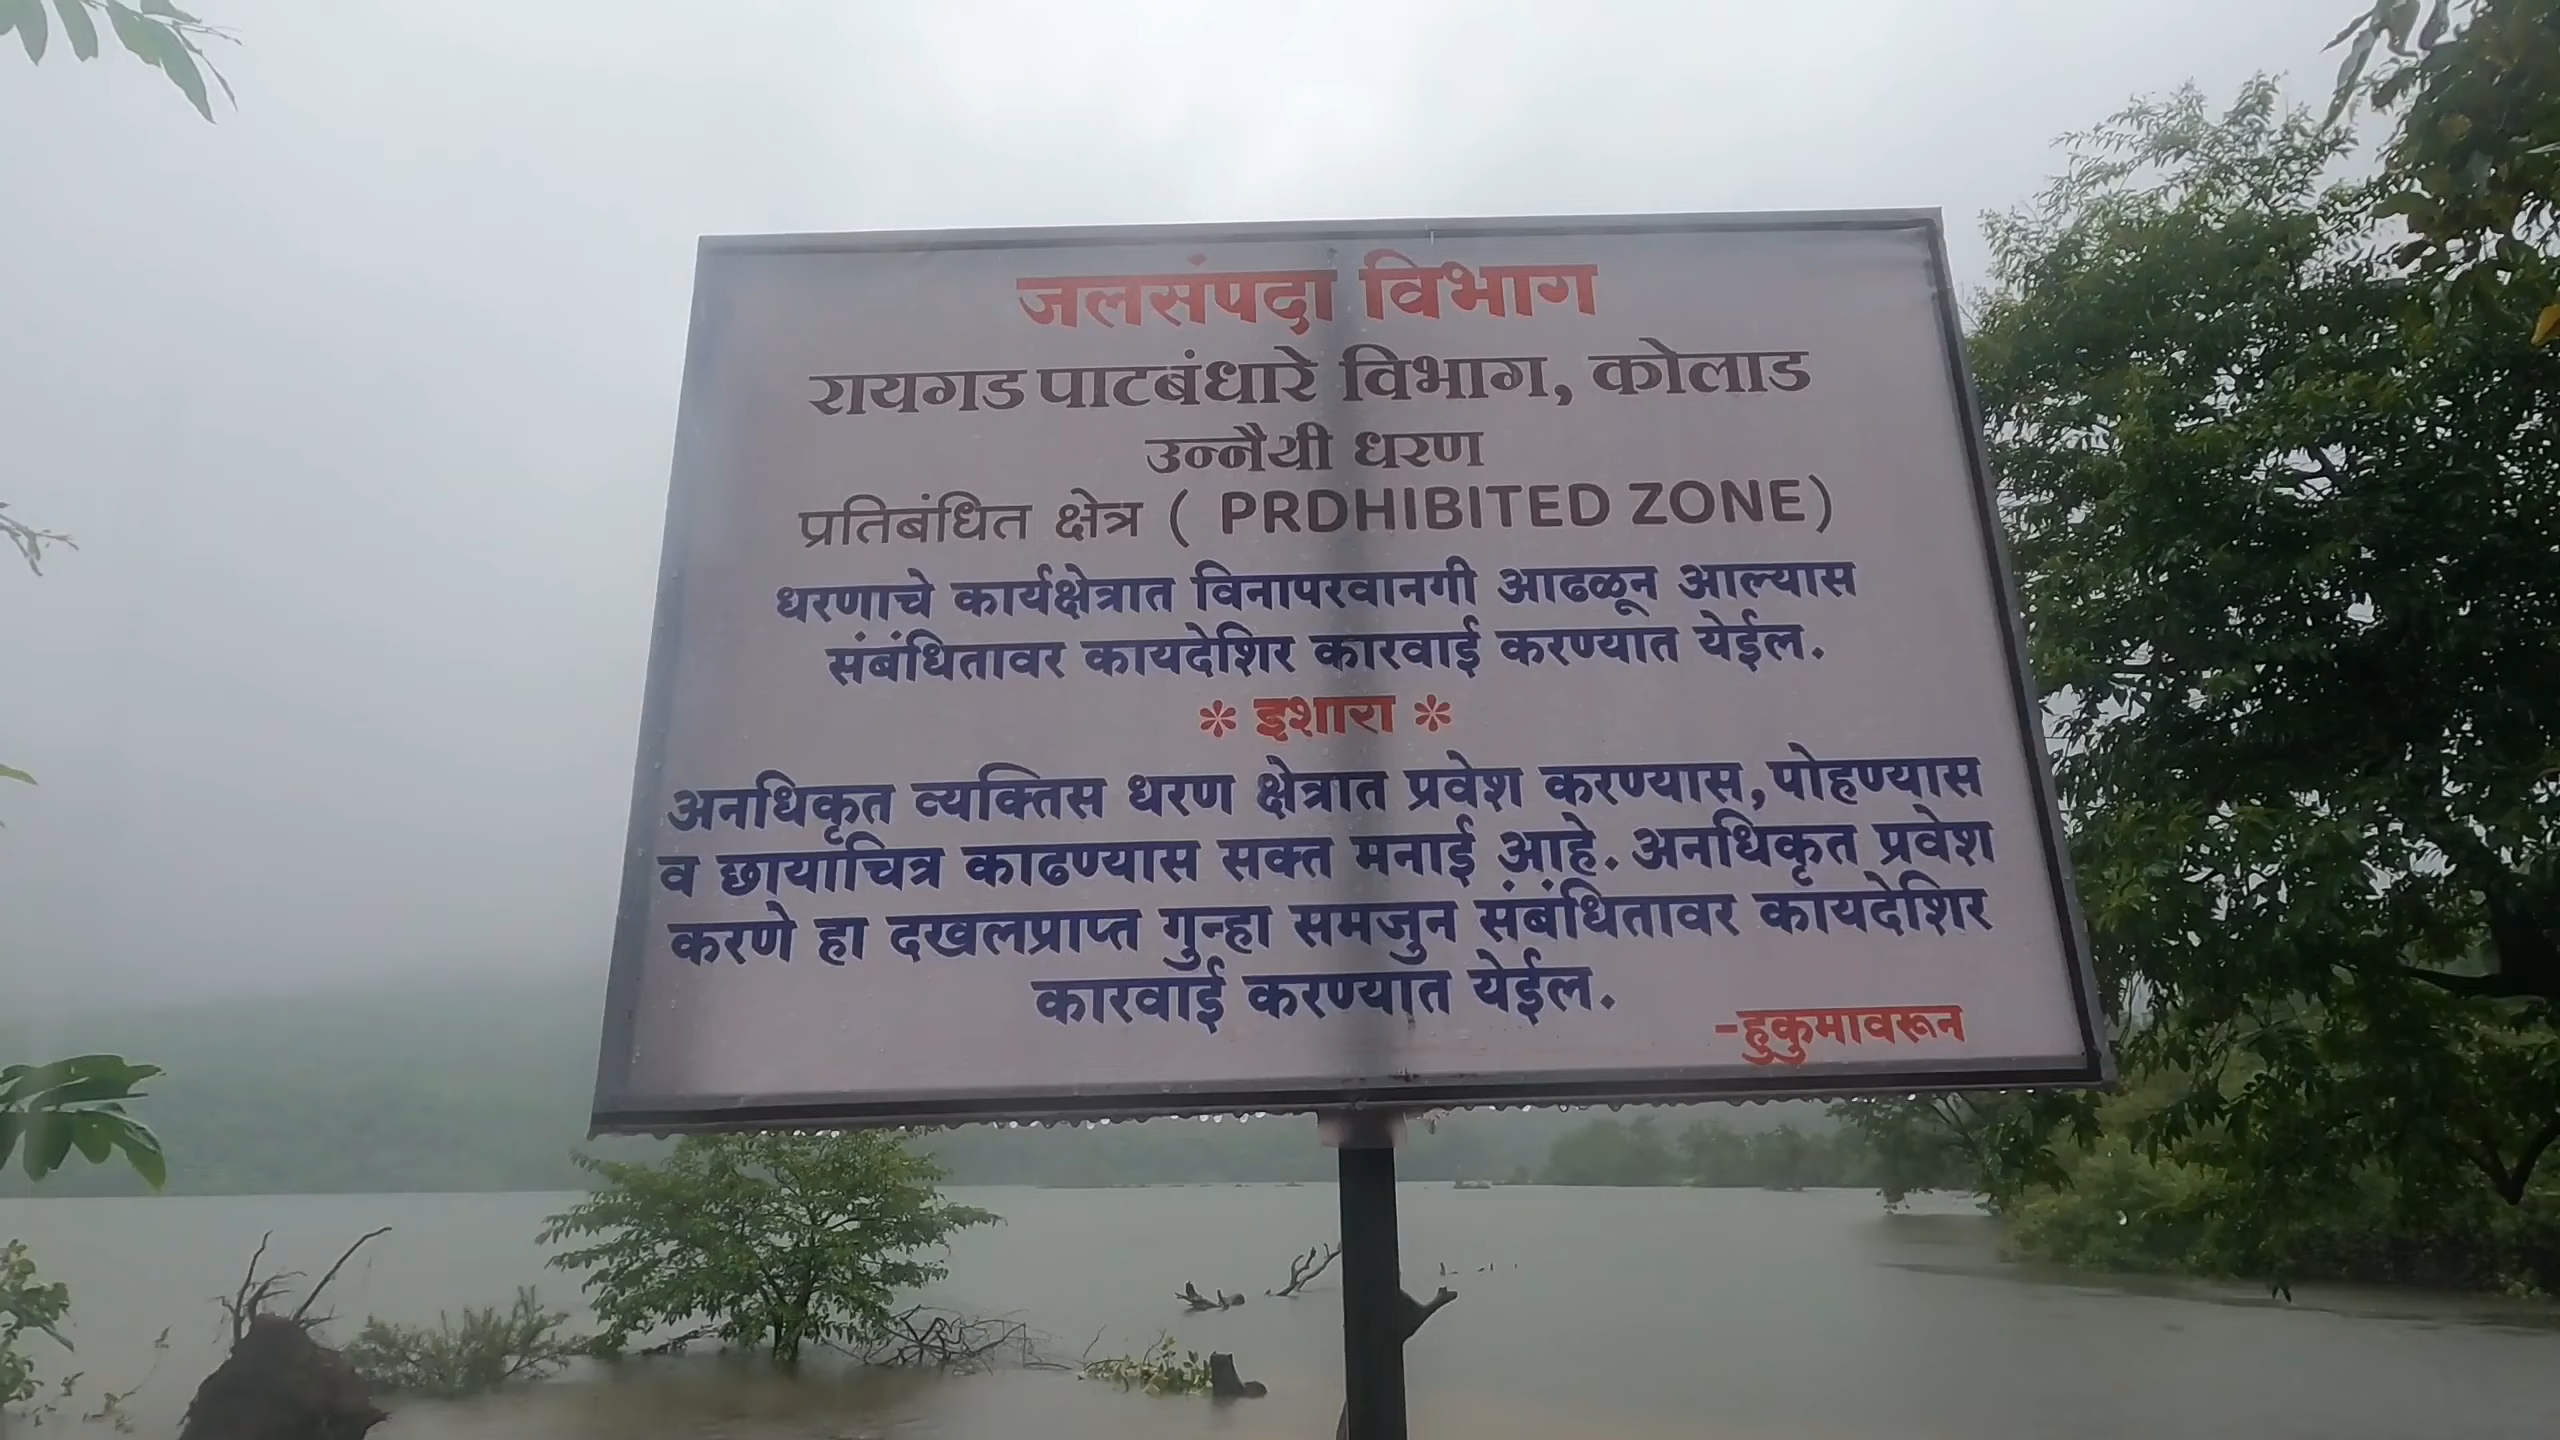 जलसंपदा विभाग
रायगड पाटबंधारे विभाग, कोलाड
उन्नैयी धरण
प्रतिबंधित क्षेत्र ( PRDHIBITED ZONE)
धरणाचे कार्यक्षेत्रात विनापरवानगी आढळून आल्यास
संबंधितावर कायदेशिर कारवाई करण्यात येईल.
* इशारा *
अनधिकृत व्यक्तिस धरण क्षेत्रात प्रवेश करण्यास, पोहण्यास
व छायाचित्र काढण्यास सक्त मनाई आहे. अनधिकृत प्रवेश
करणे हा दखलप्राप्त गुन्हा समजुन संबंधितावर कायदेशिर
कारवाई करण्यात येईल.
-हुकुमावरून